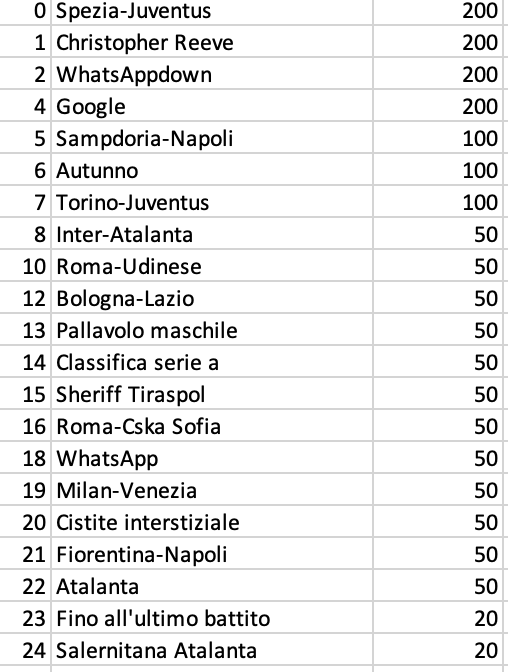 0 Spezia-Juventus 200
1 Christopher Reeve 200
2 WhatsAppdown 200
4 Google 200
5 Sampdoria-Napoli 100
6 Autunno 100
7 Torino-Juventus 100
8 Inter-Atalanta 50
10 Roma-Udinese 50
12 Bologna-Lazio 50
13 Pallavolo maschile 50
14 Classifica serie a 50
15 Sheriff Tiraspol 50
16 Roma-Cska Sofia 50
18 WhatsApp 50
19 Milan-Venezia 50
20 Cistite interstiziale 50
21 Fiorentina-Napoli 50
22 Atalanta 50
23 Fino all'ultimo battito 20
24 Salernitana Atalanta 20